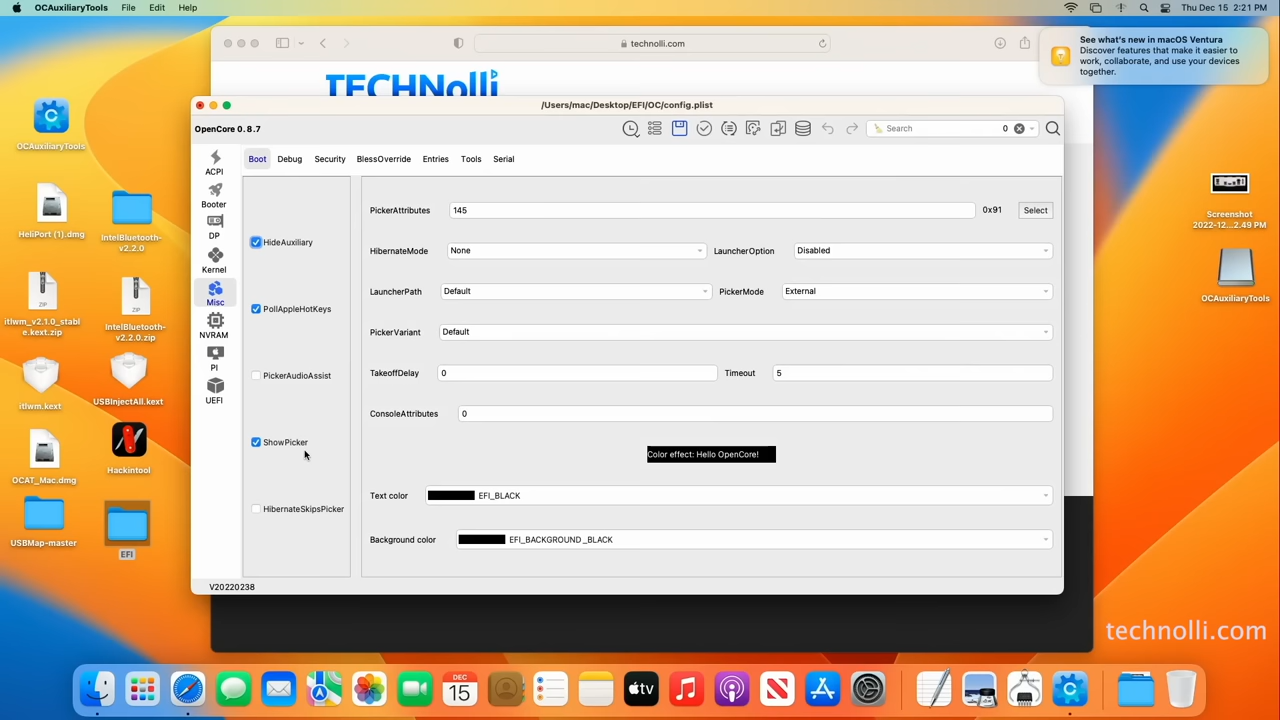 OCAuxiliaryTools File Edit Help
Thu Dec 15 2:21 PM
technolli.com
See what's new in macOS Ventura
Discover features that make it easier to
work, collaborate, and use your devices
together.
TECHNolli
/Users/mac/Desktop/EFI/OC/config.plist
OpenCore 0.8.7
Search
0
ACPI
Booter
DP
Kernel
Misc
NVRAM
PI
UEFI
Boot Debug Security BlessOverride Entries Tools Serial
HideAuxiliary
PollAppleHotKeys
PickerAudioAssist
ShowPicker
HibernateSkipsPicker
PickerAttributes 145 0x91 Select
HibernateMode None LauncherOption Disabled
LauncherPath Default PickerMode External
PickerVariant Default
TakeoffDelay 0 Timeout 5
ConsoleAttributes 0
Color effect: Hello OpenCore!
Text color EFI_BLACK
Background color EFI_BACKGROUND_BLACK
V20220238
OCAuxiliaryTools
HeliPort (1).dmg
IntelBluetooth-
v2.2.0
ZIP
itlwm_v2.1.0_stabl
e.kext.zip
ZIP
IntelBluetooth-
v2.2.0.zip
itlwm.kext
USBInjectAll.kext
OCAT_Mac.dmg
Hackintool
USBMap-master
EFI
Screenshot
2022-12...2.49 PM
OCAuxiliaryTools
technolli.com
DEC
15
tv